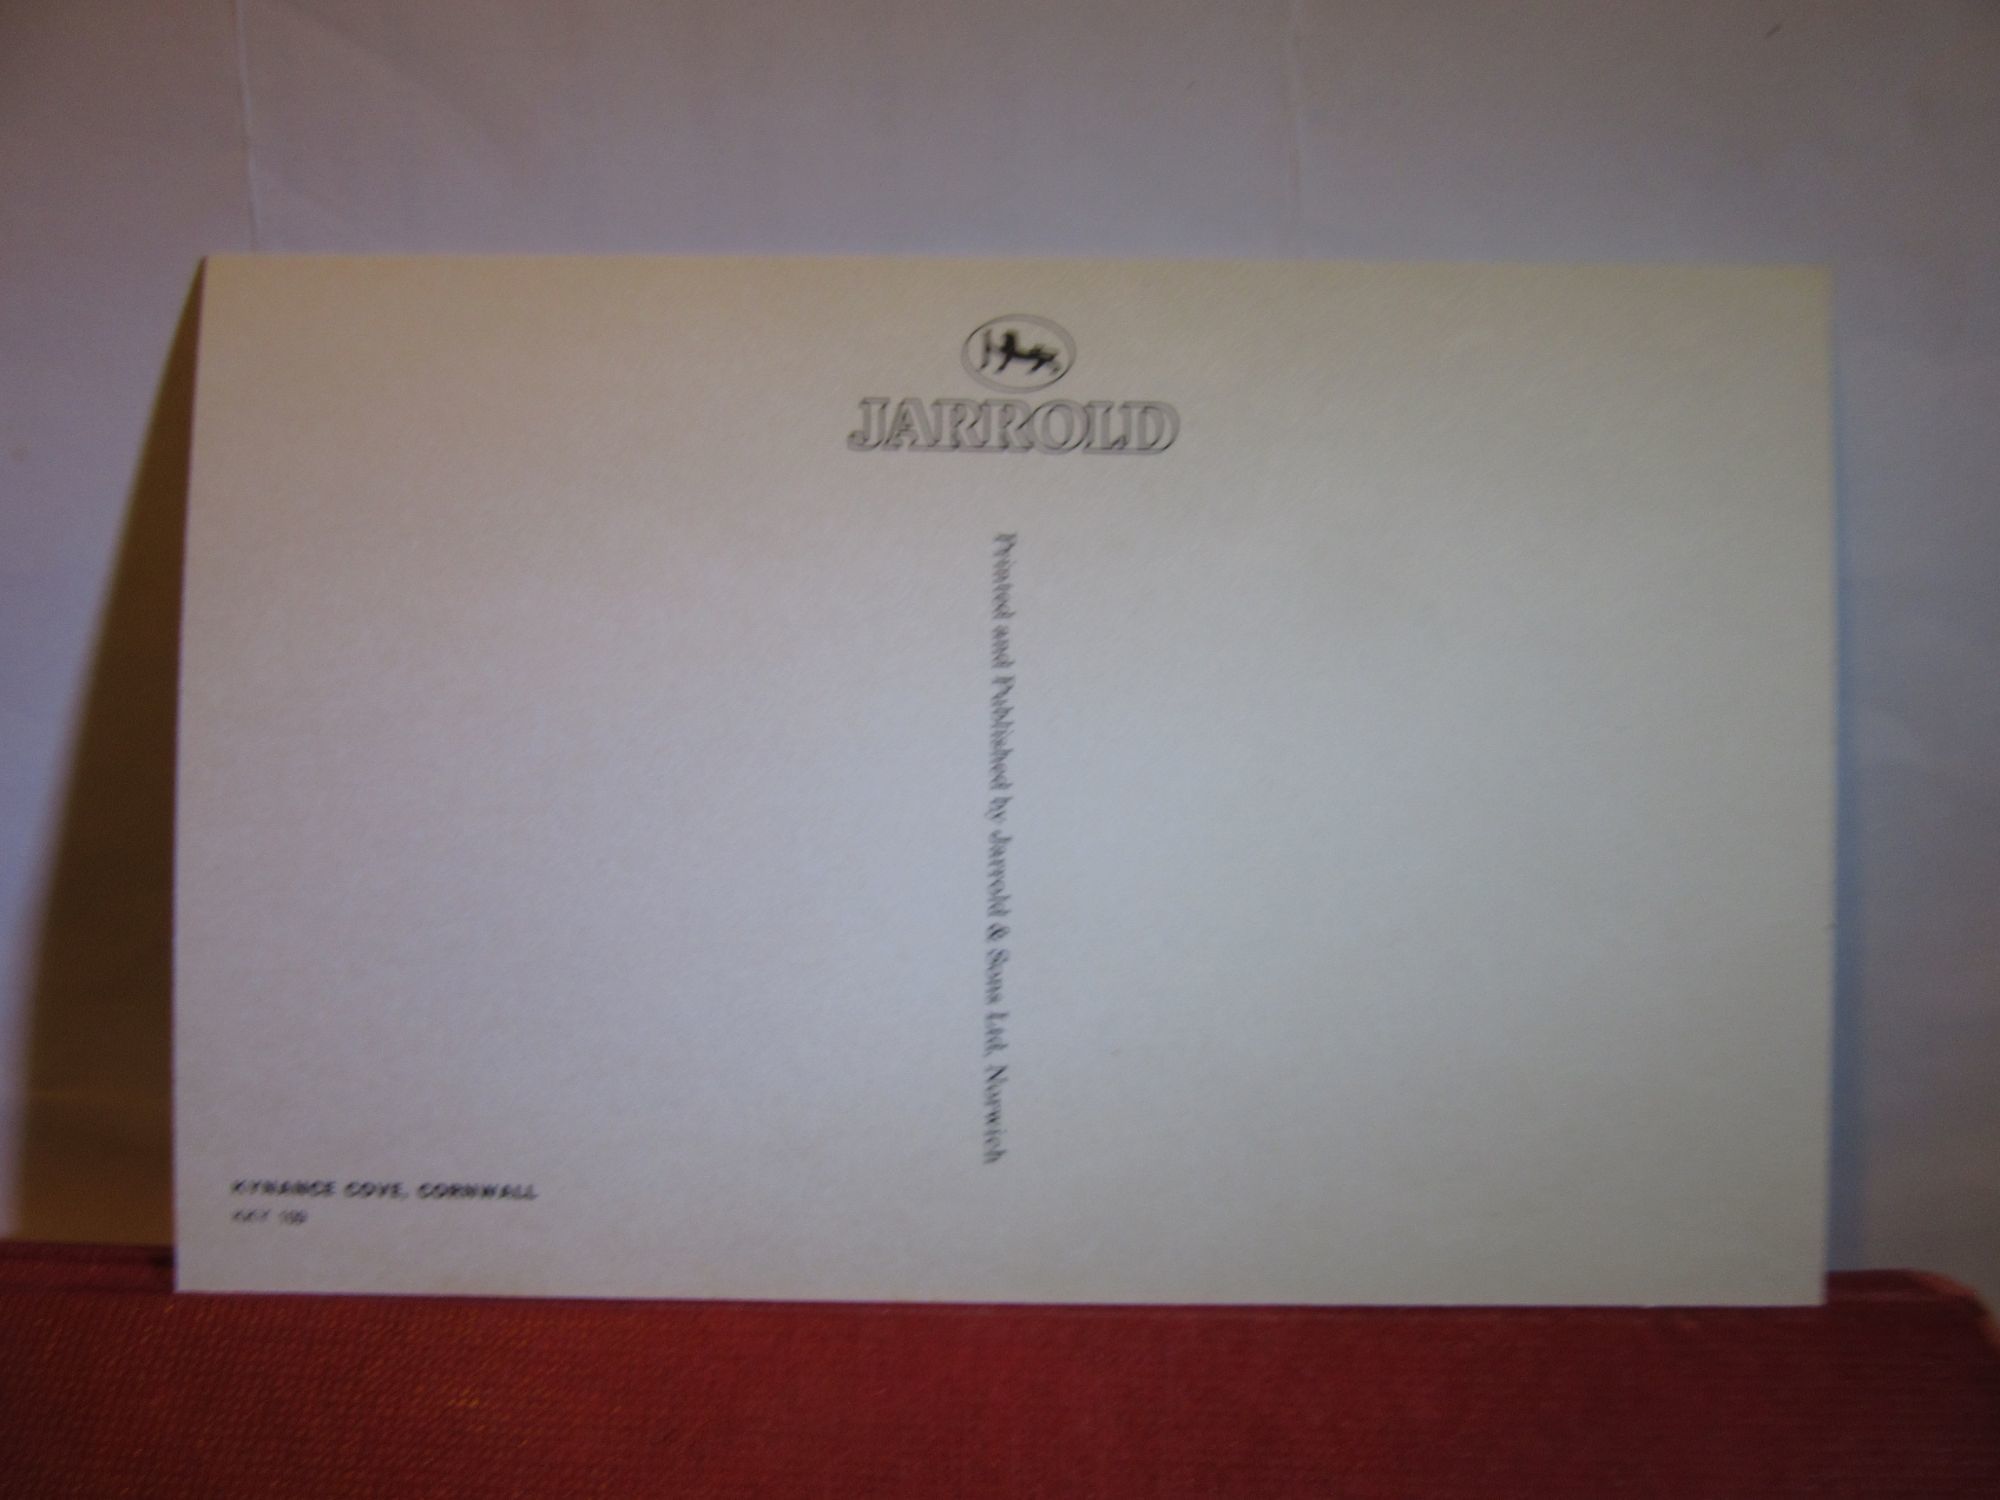 JARROLD
Printed and Published by Jarrold & Sons Ltd, Norwich
KYNANCE COVE, CORNWALL